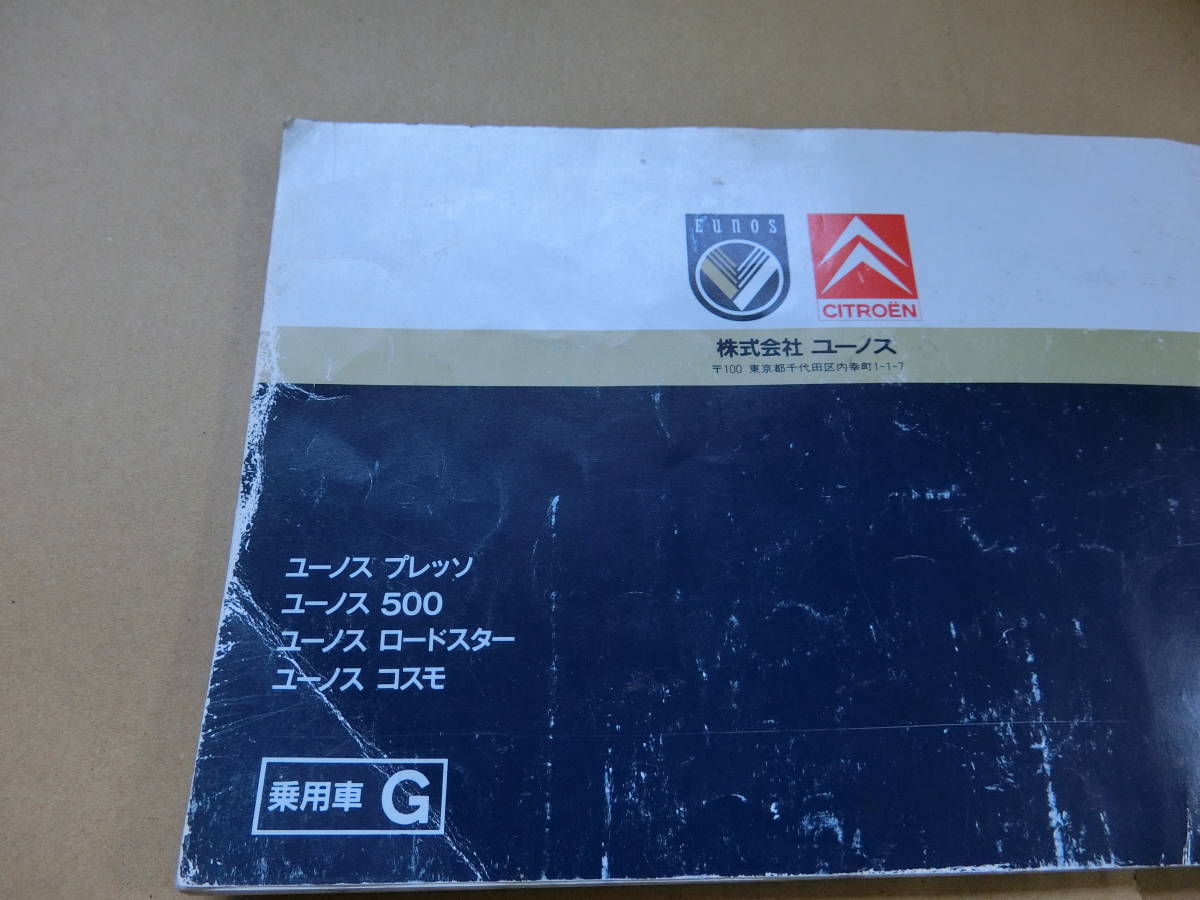 Eunos
CITROËN
株式会社 ユーノス
〒100 東京都千代田区内幸町1-1-7
ユーノス プレッソ
ユーノス 500
ユーノス ロードスター
ユーノス コスモ
乗用車 G